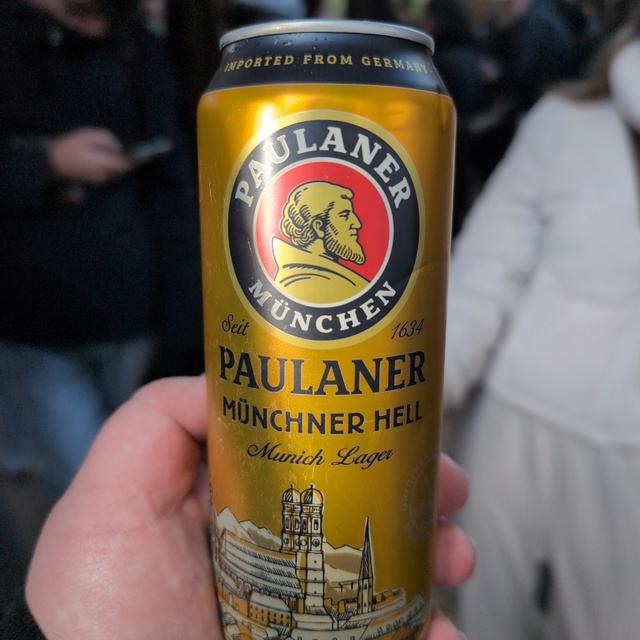 IMPORTED FROM GERMANY
PAULANER
MÜNCHEN
Seit 1634
PAULANER
MÜNCHNER HELL
Munich Lager